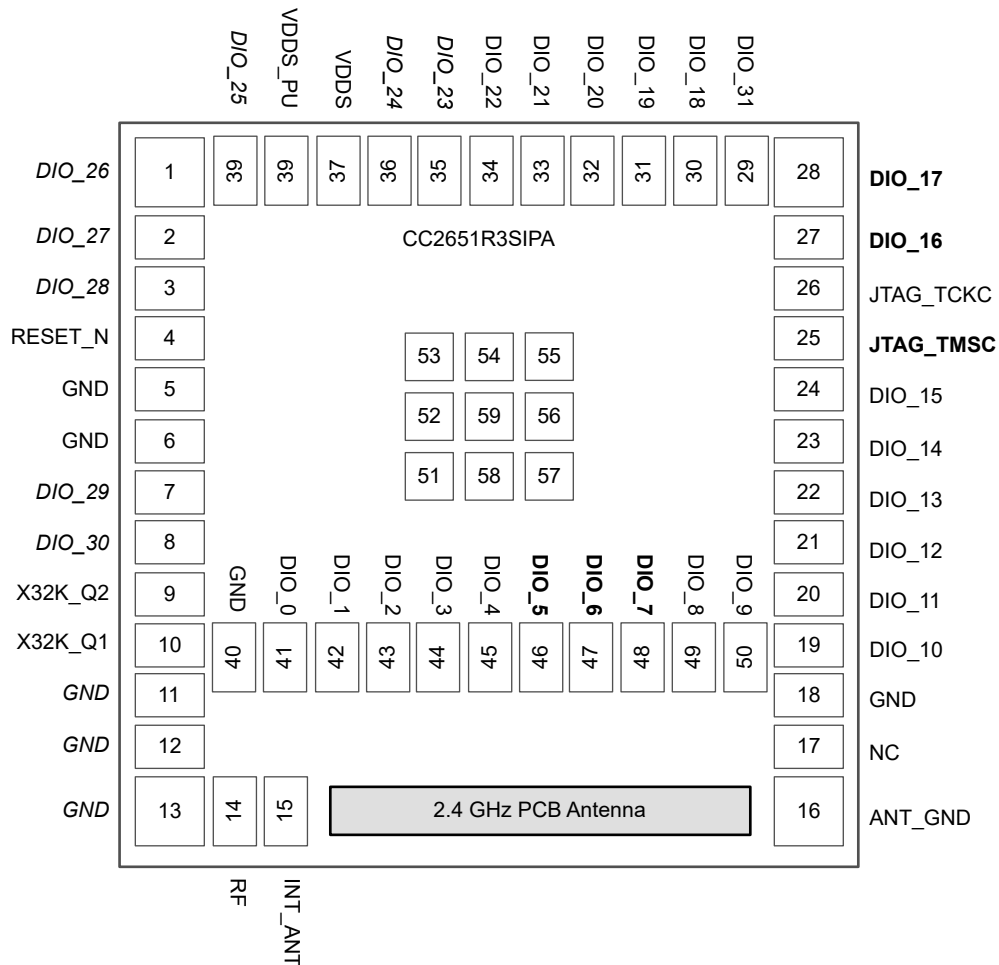 DIO_25
VDDS_PU
VDDS
DIO_24
DIO_23
DIO_22
DIO_21
DIO_20
DIO_19
DIO_18
DIO_31
39
39
37
36
35
34
33
32
31
30
29
DIO_26 1
DIO_27 2
DIO_28 3
RESET_N 4
GND 5
GND 6
DIO_29 7
DIO_30 8
X32K_Q2 9
X32K_Q1 10
GND 11
GND 12
GND 13
CC2651R3SIPA
53 54 55
52 59 56
51 58 57
28 DIO_17
27 DIO_16
26 JTAG_TCKC
25 JTAG_TMSC
24 DIO_15
23 DIO_14
22 DIO_13
21 DIO_12
20 DIO_11
19 DIO_10
18 GND
17 NC
16 ANT_GND
GND
DIO_0
DIO_1
DIO_2
DIO_3
DIO_4
DIO_5
DIO_6
DIO_7
DIO_8
DIO_9
40
41
42
43
44
45
46
47
48
49
50
14
15
2.4 GHz PCB Antenna
RF
INT_ANT